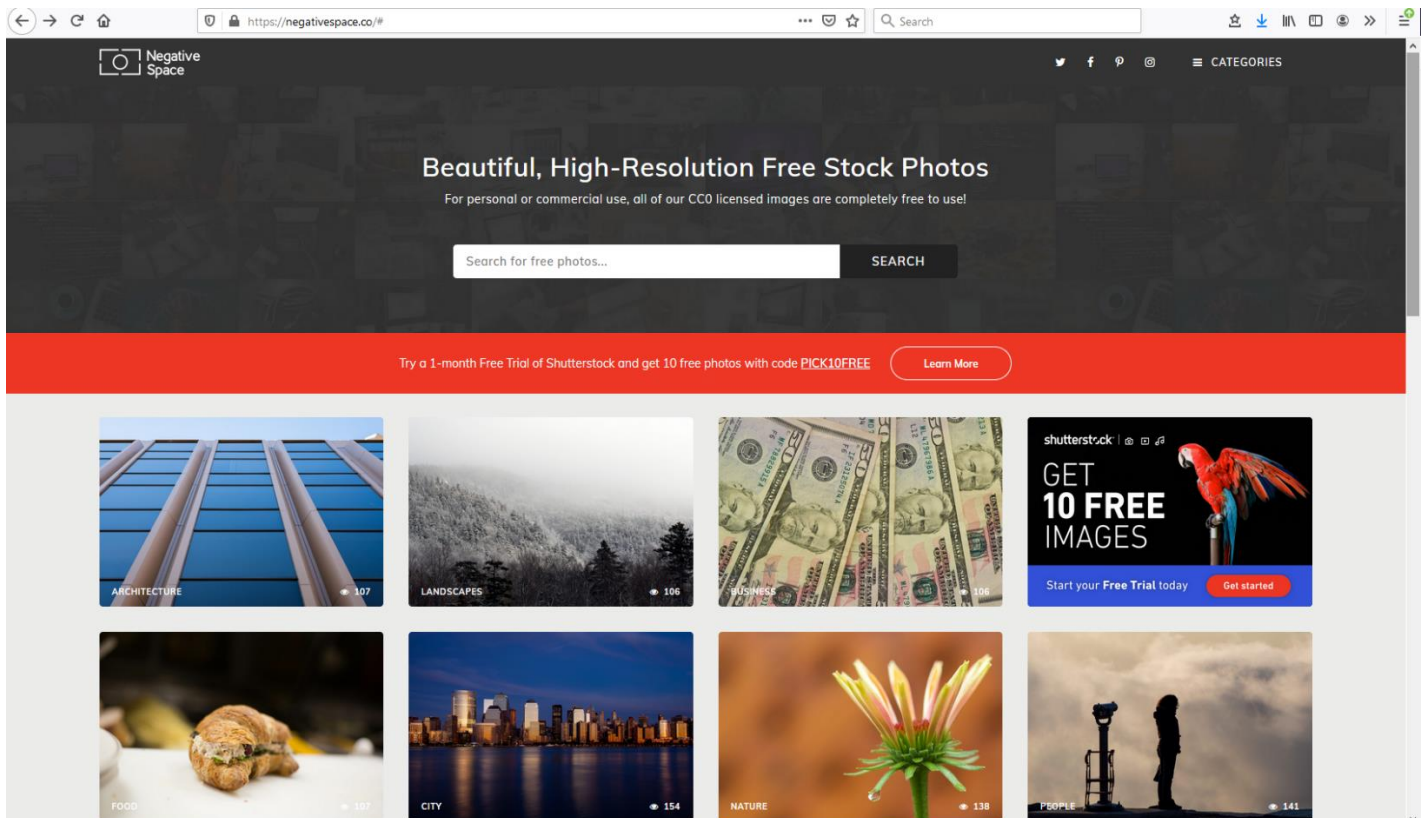 https://negativespace.co/#
Search
Negative
Space
CATEGORIES
Beautiful, High-Resolution Free Stock Photos
For personal or commercial use, all of our CC0 licensed images are completely free to use!
Search for free photos...
SEARCH
Try a 1-month Free Trial of Shutterstock and get 10 free photos with code PICK10FREE
Learn More
ARCHITECTURE
107
LANDSCAPES
106
BUSINESS
106
shutterstock
GET
10 FREE
IMAGES
Start your Free Trial today
Get started
FOOD
107
CITY
154
NATURE
138
PEOPLE
141